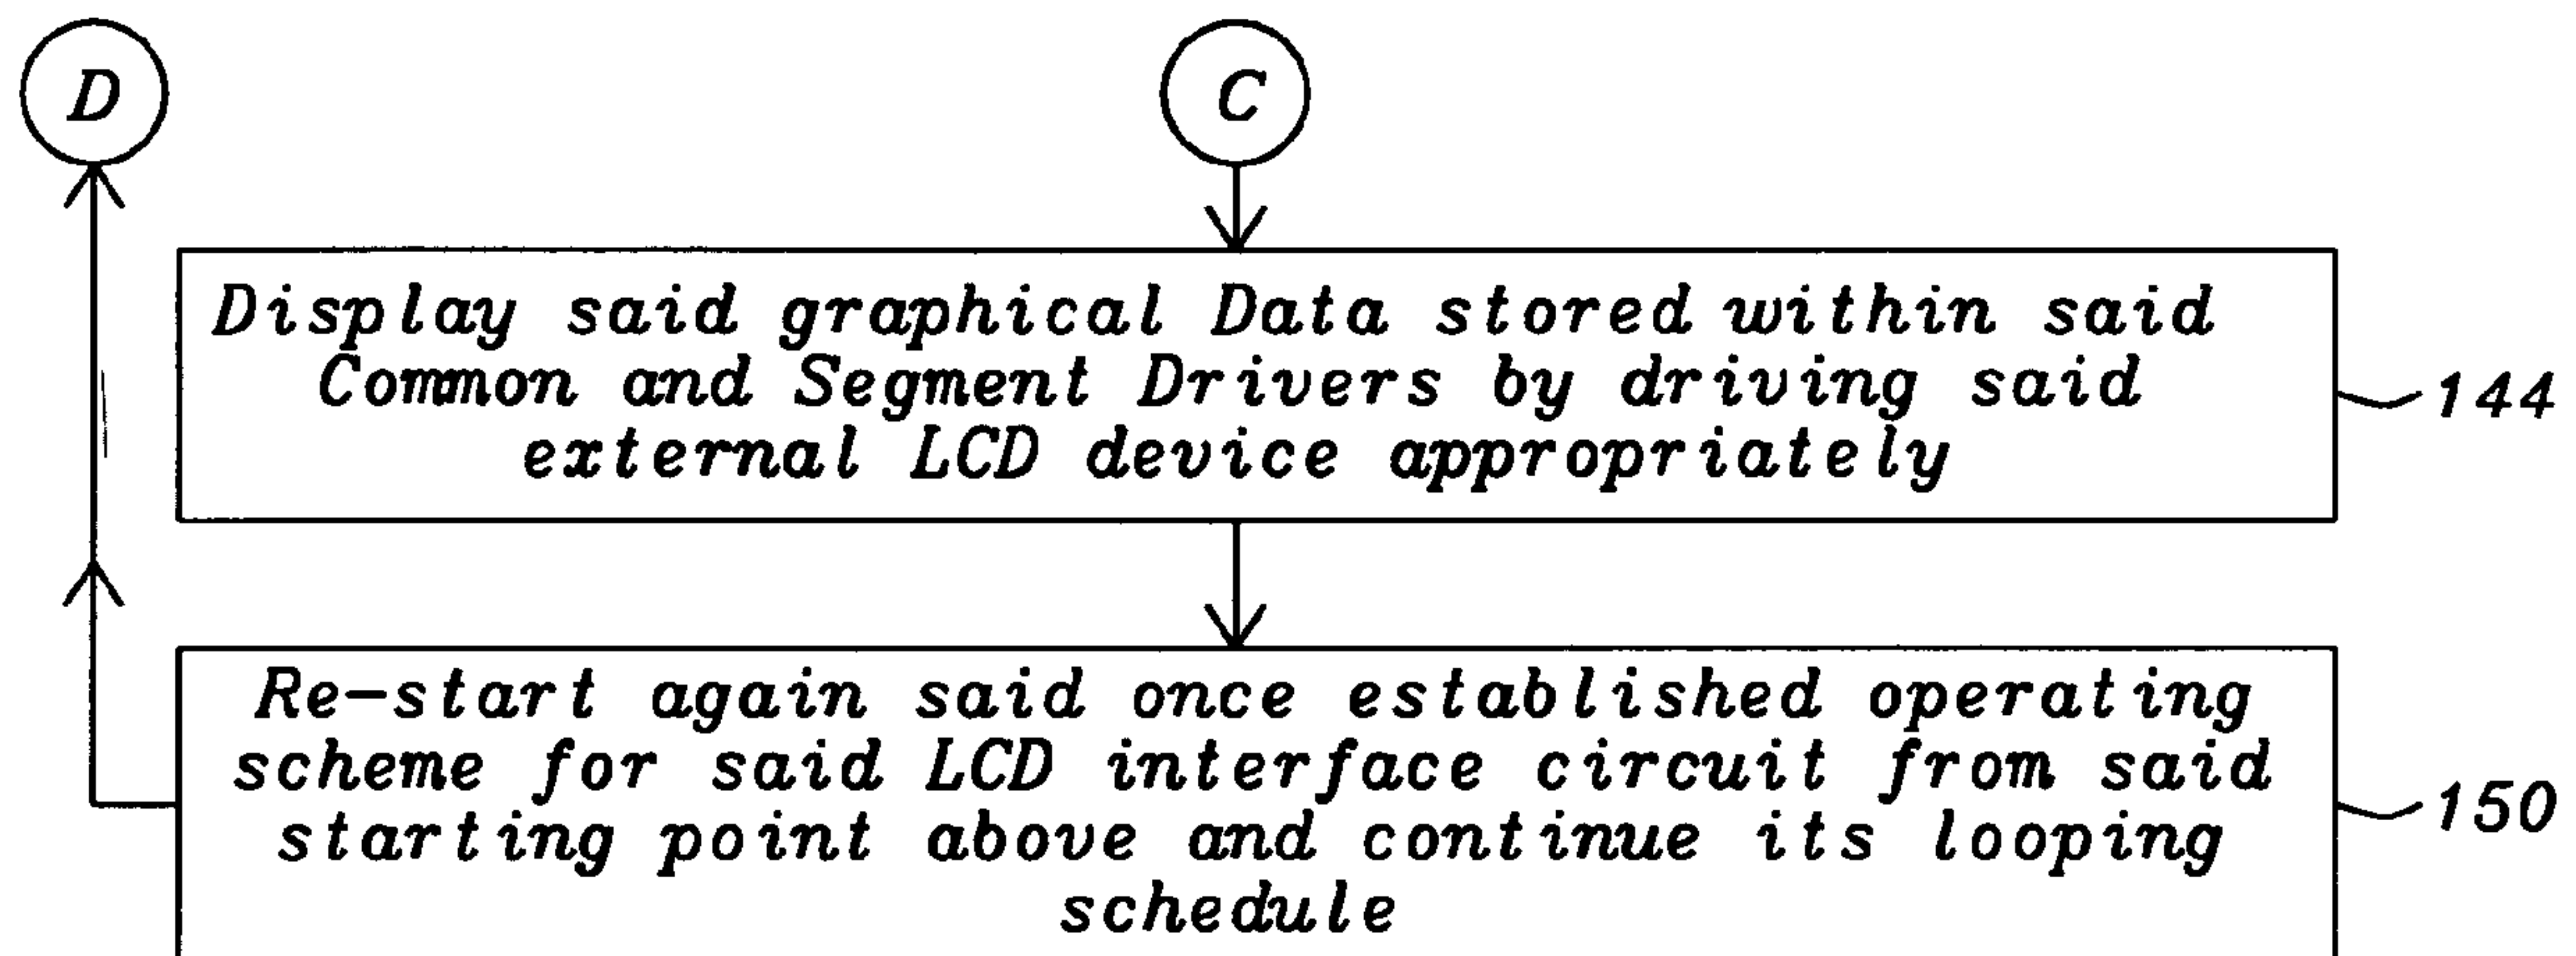 D
C
Display said graphical Data stored within said
Common and Segment Drivers by driving said
external LCD device appropriately
144
Re-start again said once established operating
scheme for said LCD interface circuit from said
starting point above and continue its looping
schedule
150